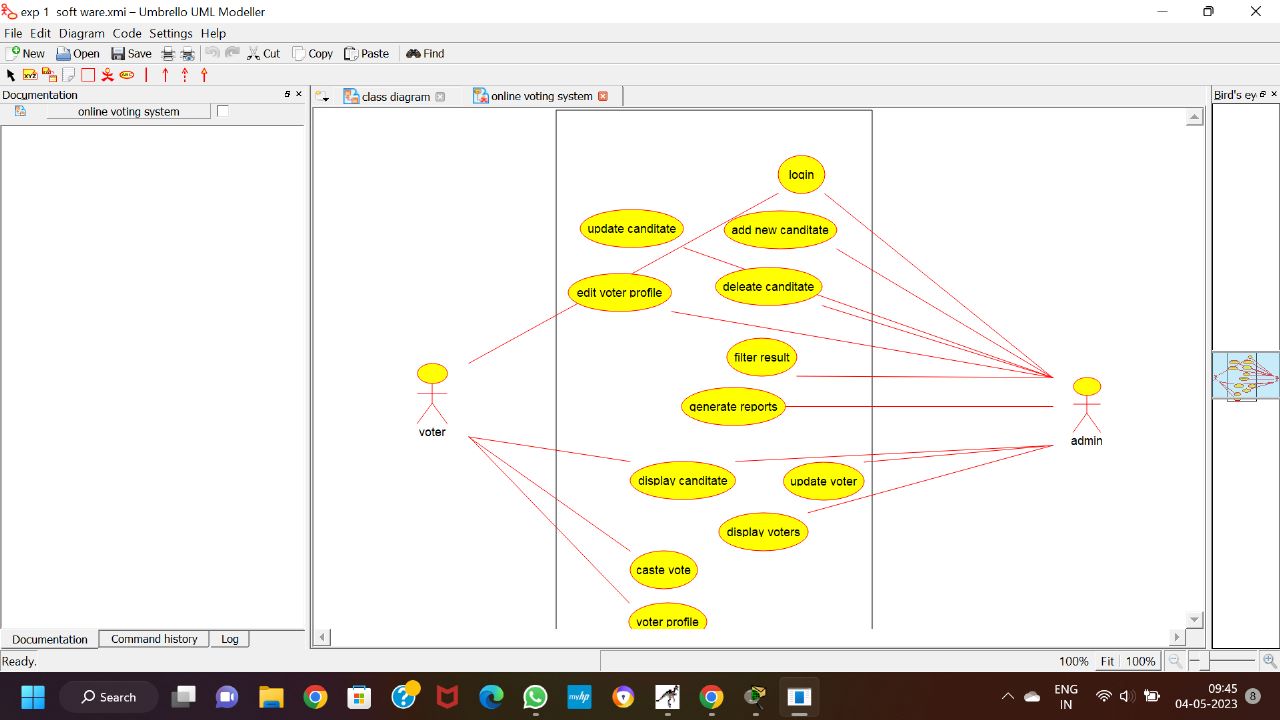 exp 1 soft ware.xmi – Umbrello UML Modeller
File Edit Diagram Code Settings Help
New Open Save Cut Copy Paste Find
XYZ
Documentation
online voting system
class diagram
online voting system
Bird's ey
login
update canditate
add new canditate
edit voter profile
deleate canditate
filter result
generate reports
voter
admin
display canditate
update voter
display voters
caste vote
voter profile
Documentation Command history Log
Ready.
100% Fit 100%
Search
myhp
ENG
IN
09:45
04-05-2023
8